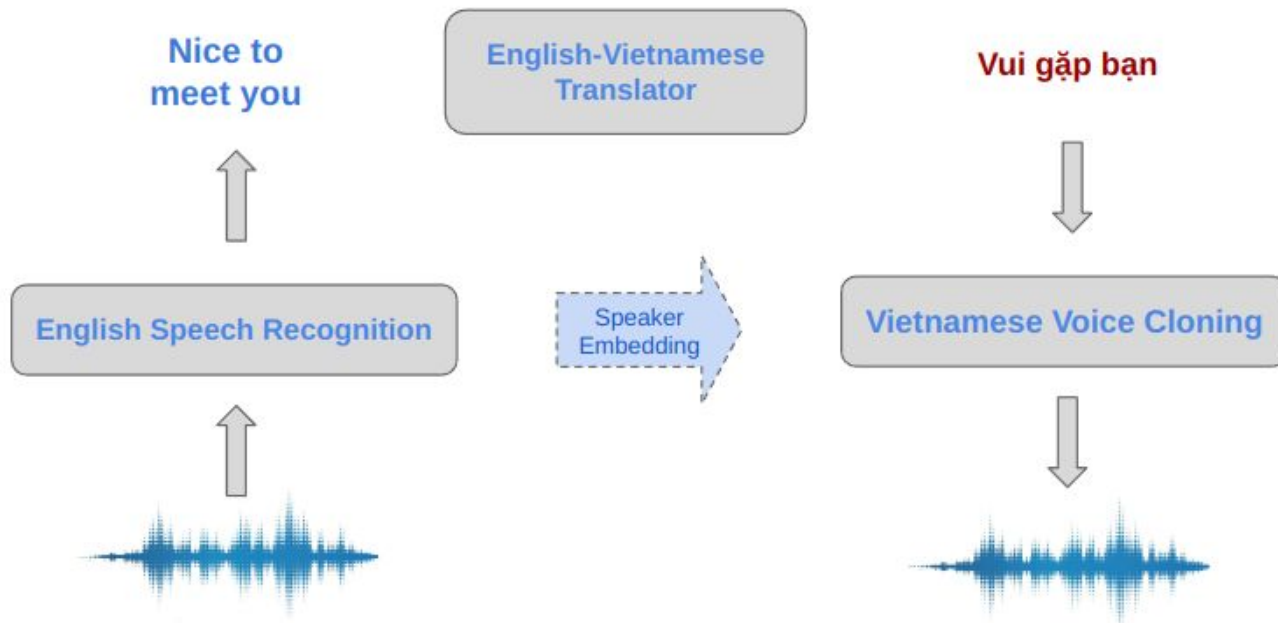 Nice to
meet you
English-Vietnamese
Translator
Vui gặp bạn
English Speech Recognition
Speaker
Embedding
Vietnamese Voice Cloning